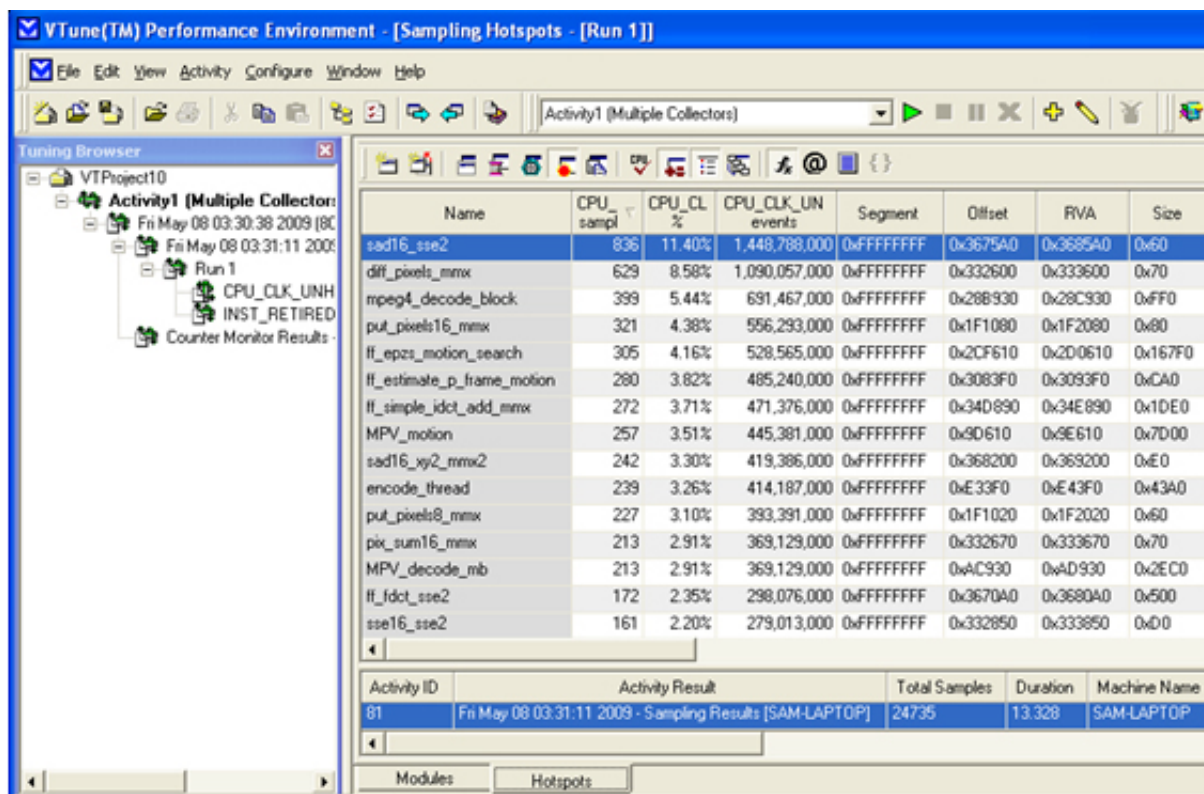 VTune(TM) Performance Environment - [Sampling Hotspots - [Run 1]]
File Edit View Activity Configure Window Help
Activity1 (Multiple Collectors)
Tuning Browser
VTProject10
Activity1 (Multiple Collector:
Fri May 08 03:30:38 2009 (80
Fri May 08 03:31:11 200
Run 1
CPU_CLK_UNH
INST_RETIRED
Counter Monitor Results -
Name CPU_ sampl CPU_CL % CPU_CLK_UN events Segment Offset RVA Size
sad16_sse2 836 11.40% 1,448,788,000 0xFFFFFFFF 0x3675A0 0x3685A0 0x60
diff_pixels_mmx 629 8.58% 1,090,057,000 0xFFFFFFFF 0x332600 0x333600 0x70
mpeg4_decode_block 399 5.44% 691,467,000 0xFFFFFFFF 0x28B930 0x28C930 0xFF0
put_pixels16_mmx 321 4.38% 556,293,000 0xFFFFFFFF 0x1F1080 0x1F2080 0x80
ff_epzs_motion_search 305 4.16% 528,565,000 0xFFFFFFFF 0x2CF610 0x2D0610 0x167F0
ff_estimate_p_frame_motion 280 3.82% 485,240,000 0xFFFFFFFF 0x3083F0 0x3093F0 0xCA0
ff_simple_idct_add_mmx 272 3.71% 471,376,000 0xFFFFFFFF 0x34D890 0x34E890 0x1DE0
MPV_motion 257 3.51% 445,381,000 0xFFFFFFFF 0x9D610 0x9E610 0x7D00
sad16_xy2_mmx2 242 3.30% 419,386,000 0xFFFFFFFF 0x368200 0x369200 0xE0
encode_thread 239 3.26% 414,187,000 0xFFFFFFFF 0xE33F0 0xE43F0 0x43A0
put_pixels8_mmx 227 3.10% 393,391,000 0xFFFFFFFF 0x1F1020 0x1F2020 0x60
pix_sum16_mmx 213 2.91% 369,129,000 0xFFFFFFFF 0x332670 0x333670 0x70
MPV_decode_mb 213 2.91% 369,129,000 0xFFFFFFFF 0xAC930 0xAD930 0x2EC0
ff_fdct_sse2 172 2.35% 298,076,000 0xFFFFFFFF 0x3670A0 0x3680A0 0x500
sse16_sse2 161 2.20% 279,013,000 0xFFFFFFFF 0x332850 0x333850 0xD0
Activity ID Activity Result Total Samples Duration Machine Name
81 Fri May 08 03:31:11 2009 - Sampling Results [SAM-LAPTOP] 24735 13.328 SAM-LAPTOP
Modules Hotspots